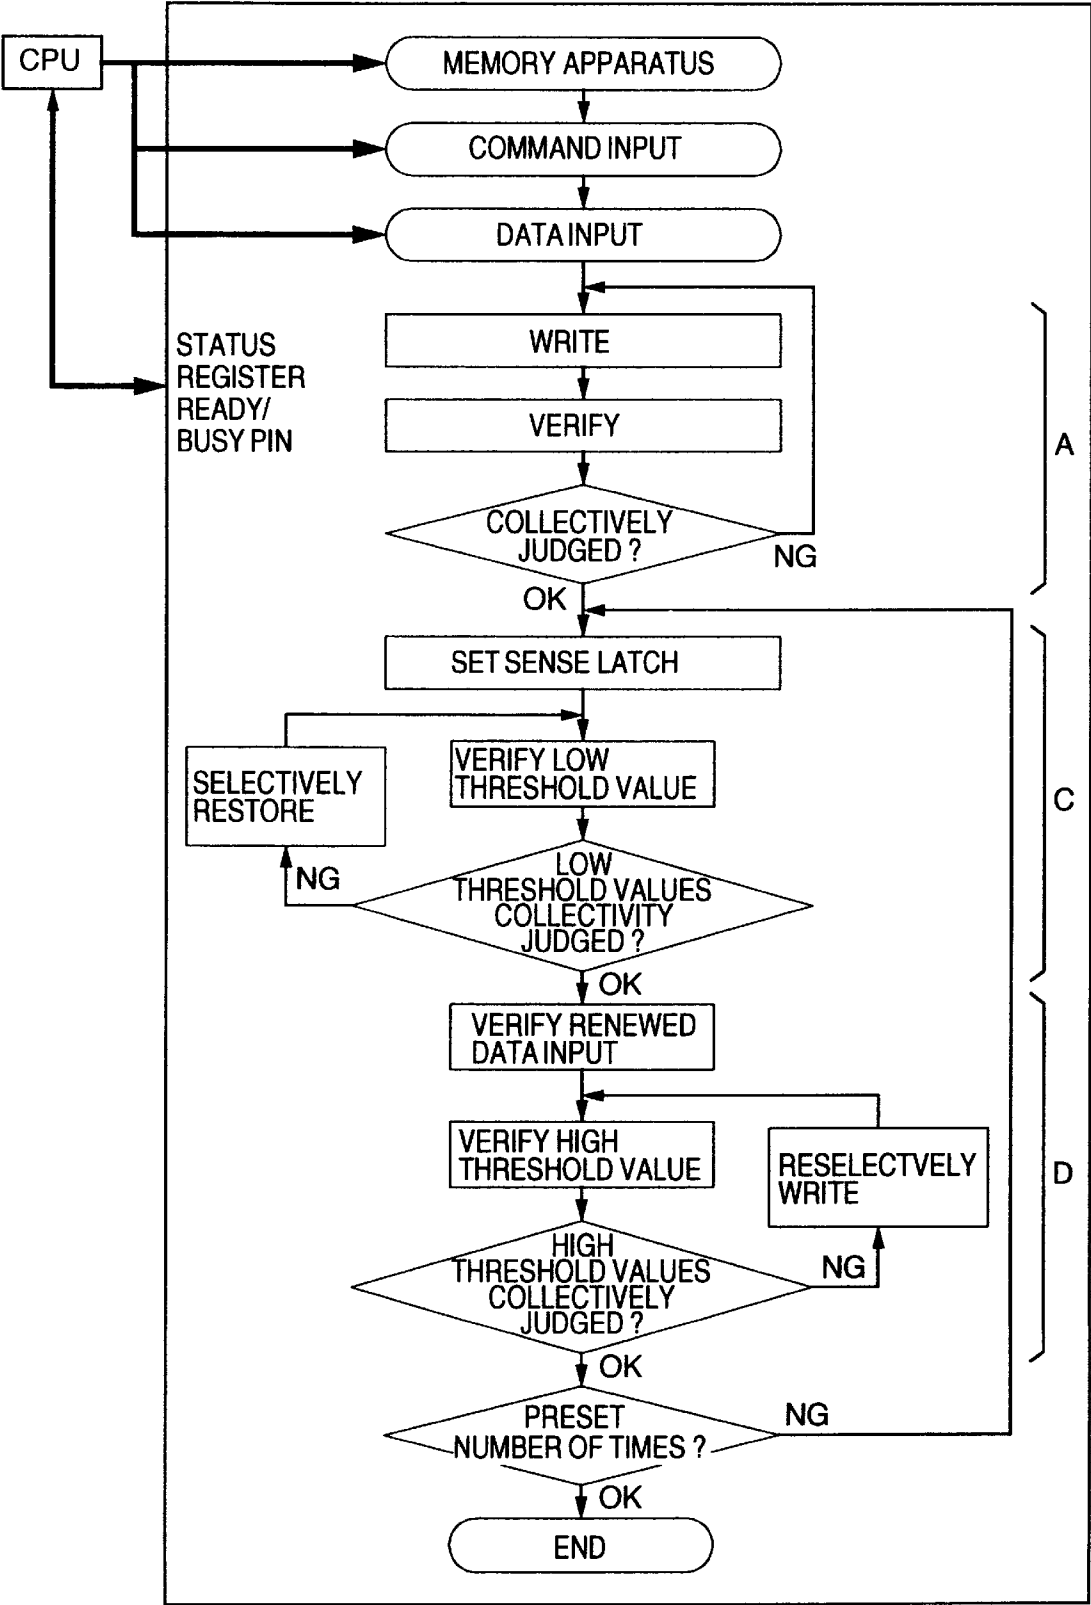 CPU
MEMORY APPARATUS
COMMAND INPUT
DATA INPUT
STATUS
REGISTER
READY/
BUSY PIN
WRITE
VERIFY
COLLECTIVELY
JUDGED ?
NG
OK
A
SET SENSE LATCH
SELECTIVELY
RESTORE
VERIFY LOW
THRESHOLD VALUE
NG
LOW
THRESHOLD VALUES
COLLECTIVITY
JUDGED ?
OK
C
VERIFY RENEWED
DATA INPUT
VERIFY HIGH
THRESHOLD VALUE
RESELECTVELY
WRITE
HIGH
THRESHOLD VALUES
COLLECTIVELY
JUDGED ?
NG
OK
D
PRESET
NUMBER OF TIMES ?
NG
OK
END